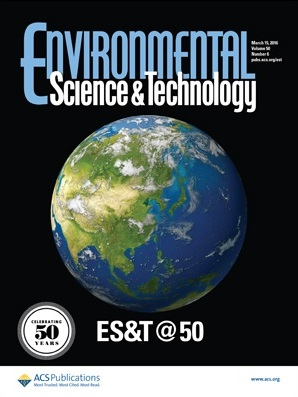 ENVIRONMENTAL
Science & Technology
March 15, 2016
Volume 50
Number 6
pubs.acs.org/est
CELEBRATING
50
YEARS
ES&T @ 50
ACS Publications
Most Trusted. Most Cited. Most Read.
www.acs.org